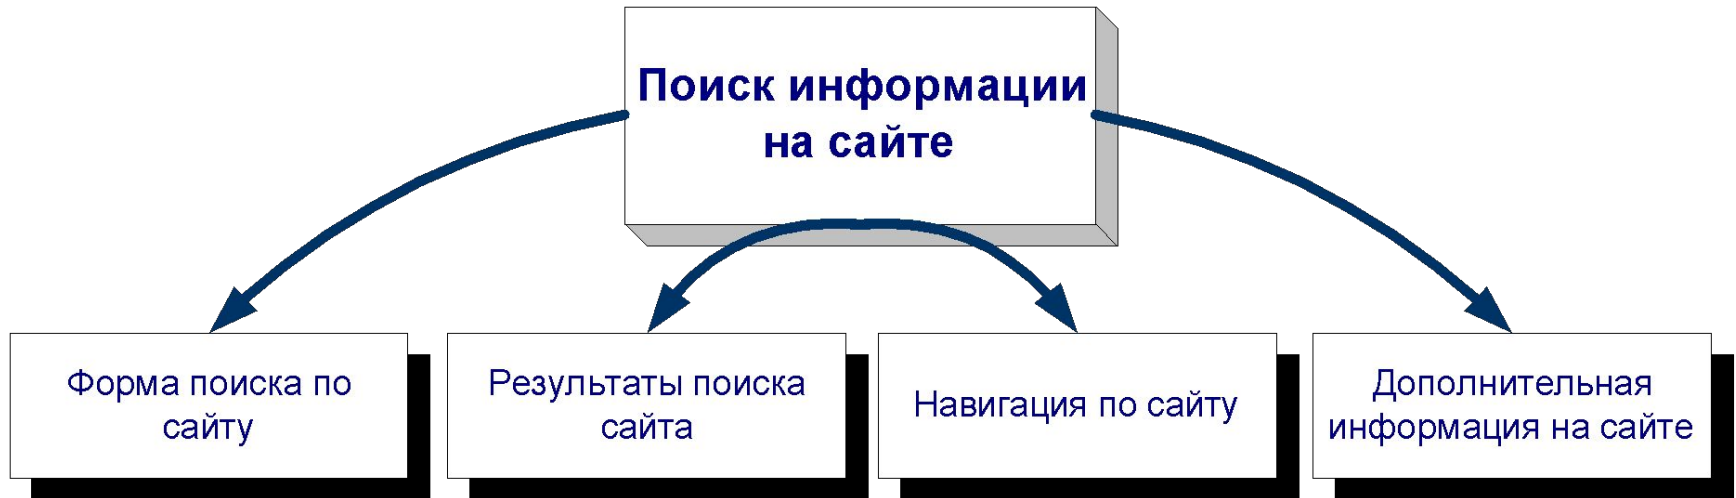 Поиск информации
на сайте
Форма поиска по
сайту
Результаты поиска
сайта
Навигация по сайту
Дополнительная
информация на сайте